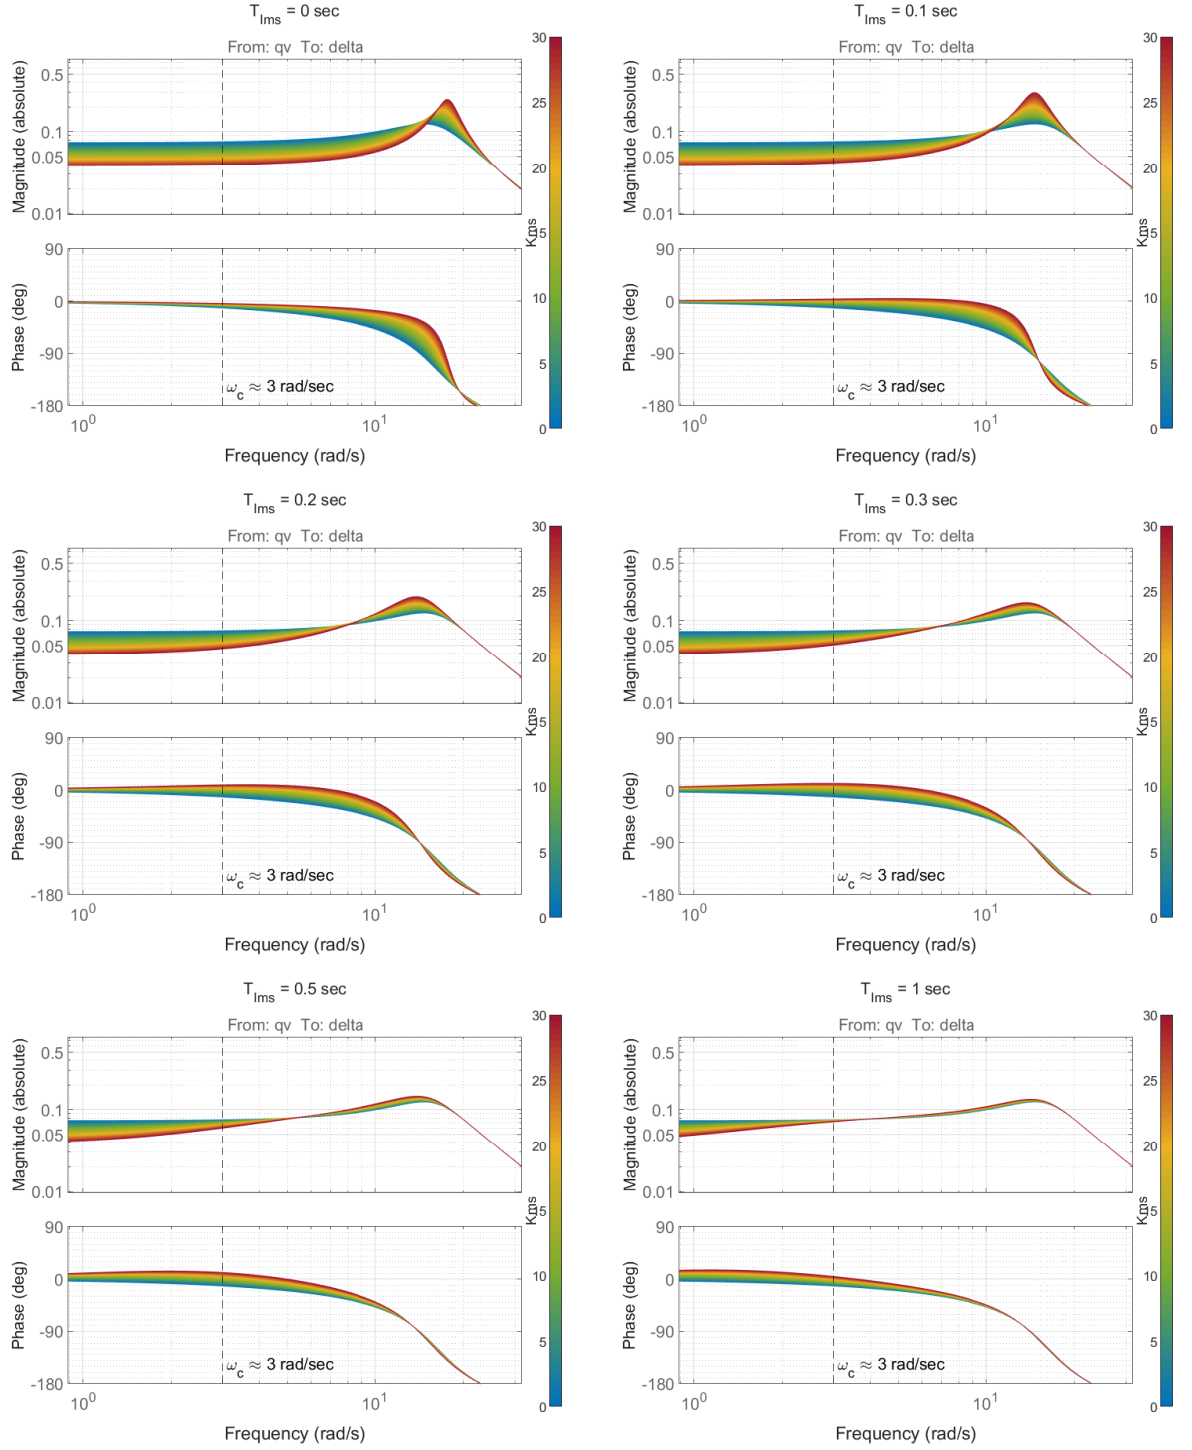 T_lms = 0 sec
From: qv To: delta
Magnitude (absolute)
0.5
0.1
0.05
0.01
Phase (deg)
90
0
-90
-180
ω_c ≈ 3 rad/sec
10^0
10^1
Frequency (rad/s)
30
25
20
15
10
5
0
Kms
T_lms = 0.1 sec
From: qv To: delta
Magnitude (absolute)
0.5
0.1
0.05
0.01
Phase (deg)
90
0
-90
-180
ω_c ≈ 3 rad/sec
10^0
10^1
Frequency (rad/s)
30
25
20
15
10
5
0
Kms
T_lms = 0.2 sec
From: qv To: delta
Magnitude (absolute)
0.5
0.1
0.05
0.01
Phase (deg)
90
0
-90
-180
ω_c ≈ 3 rad/sec
10^0
10^1
Frequency (rad/s)
30
25
20
15
10
5
0
Kms
T_lms = 0.3 sec
From: qv To: delta
Magnitude (absolute)
0.5
0.1
0.05
0.01
Phase (deg)
90
0
-90
-180
ω_c ≈ 3 rad/sec
10^0
10^1
Frequency (rad/s)
30
25
20
15
10
5
0
Kms
T_lms = 0.5 sec
From: qv To: delta
Magnitude (absolute)
0.5
0.1
0.05
0.01
Phase (deg)
90
0
-90
-180
ω_c ≈ 3 rad/sec
10^0
10^1
Frequency (rad/s)
30
25
20
15
10
5
0
Kms
T_lms = 1 sec
From: qv To: delta
Magnitude (absolute)
0.5
0.1
0.05
0.01
Phase (deg)
90
0
-90
-180
ω_c ≈ 3 rad/sec
10^0
10^1
Frequency (rad/s)
30
25
20
15
10
5
0
Kms